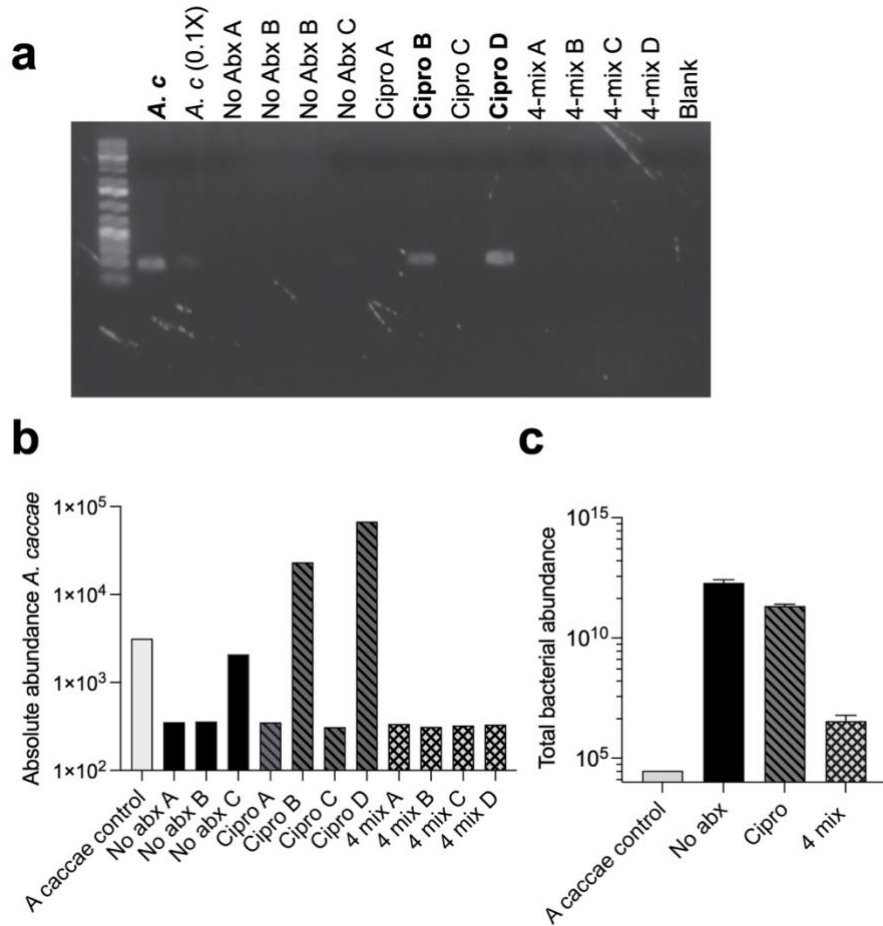 a
A. c
A. c (0.1X)
No Abx A
No Abx B
No Abx B
No Abx C
Cipro A
Cipro B
Cipro C
Cipro D
4-mix A
4-mix B
4-mix C
4-mix D
Blank
b
Absolute abundance A. caccae
1×10⁵
1×10⁴
1×10³
1×10²
A caccae control
No abx A
No abx B
No abx C
Cipro A
Cipro B
Cipro C
Cipro D
4 mix A
4 mix B
4 mix C
4 mix D
c
Total bacterial abundance
10¹⁵
10¹⁰
10⁵
A caccae control
No abx
Cipro
4 mix